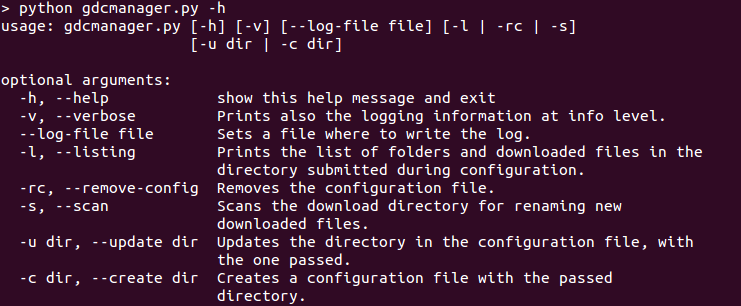 > python gdcmanager.py -h
usage: gdcmanager.py [-h] [-v] [--log-file file] [-l | -rc | -s]
                     [-u dir | -c dir]

optional arguments:
  -h, --help            show this help message and exit
  -v, --verbose         Prints also the logging information at info level.
  --log-file file       Sets a file where to write the log.
  -l, --listing         Prints the list of folders and downloaded files in the
                        directory submitted during configuration.
  -rc, --remove-config  Removes the configuration file.
  -s, --scan            Scans the download directory for renaming new
                        downloaded files.
  -u dir, --update dir  Updates the directory in the configuration file, with
                        the one passed.
  -c dir, --create dir  Creates a configuration file with the passed
                        directory.